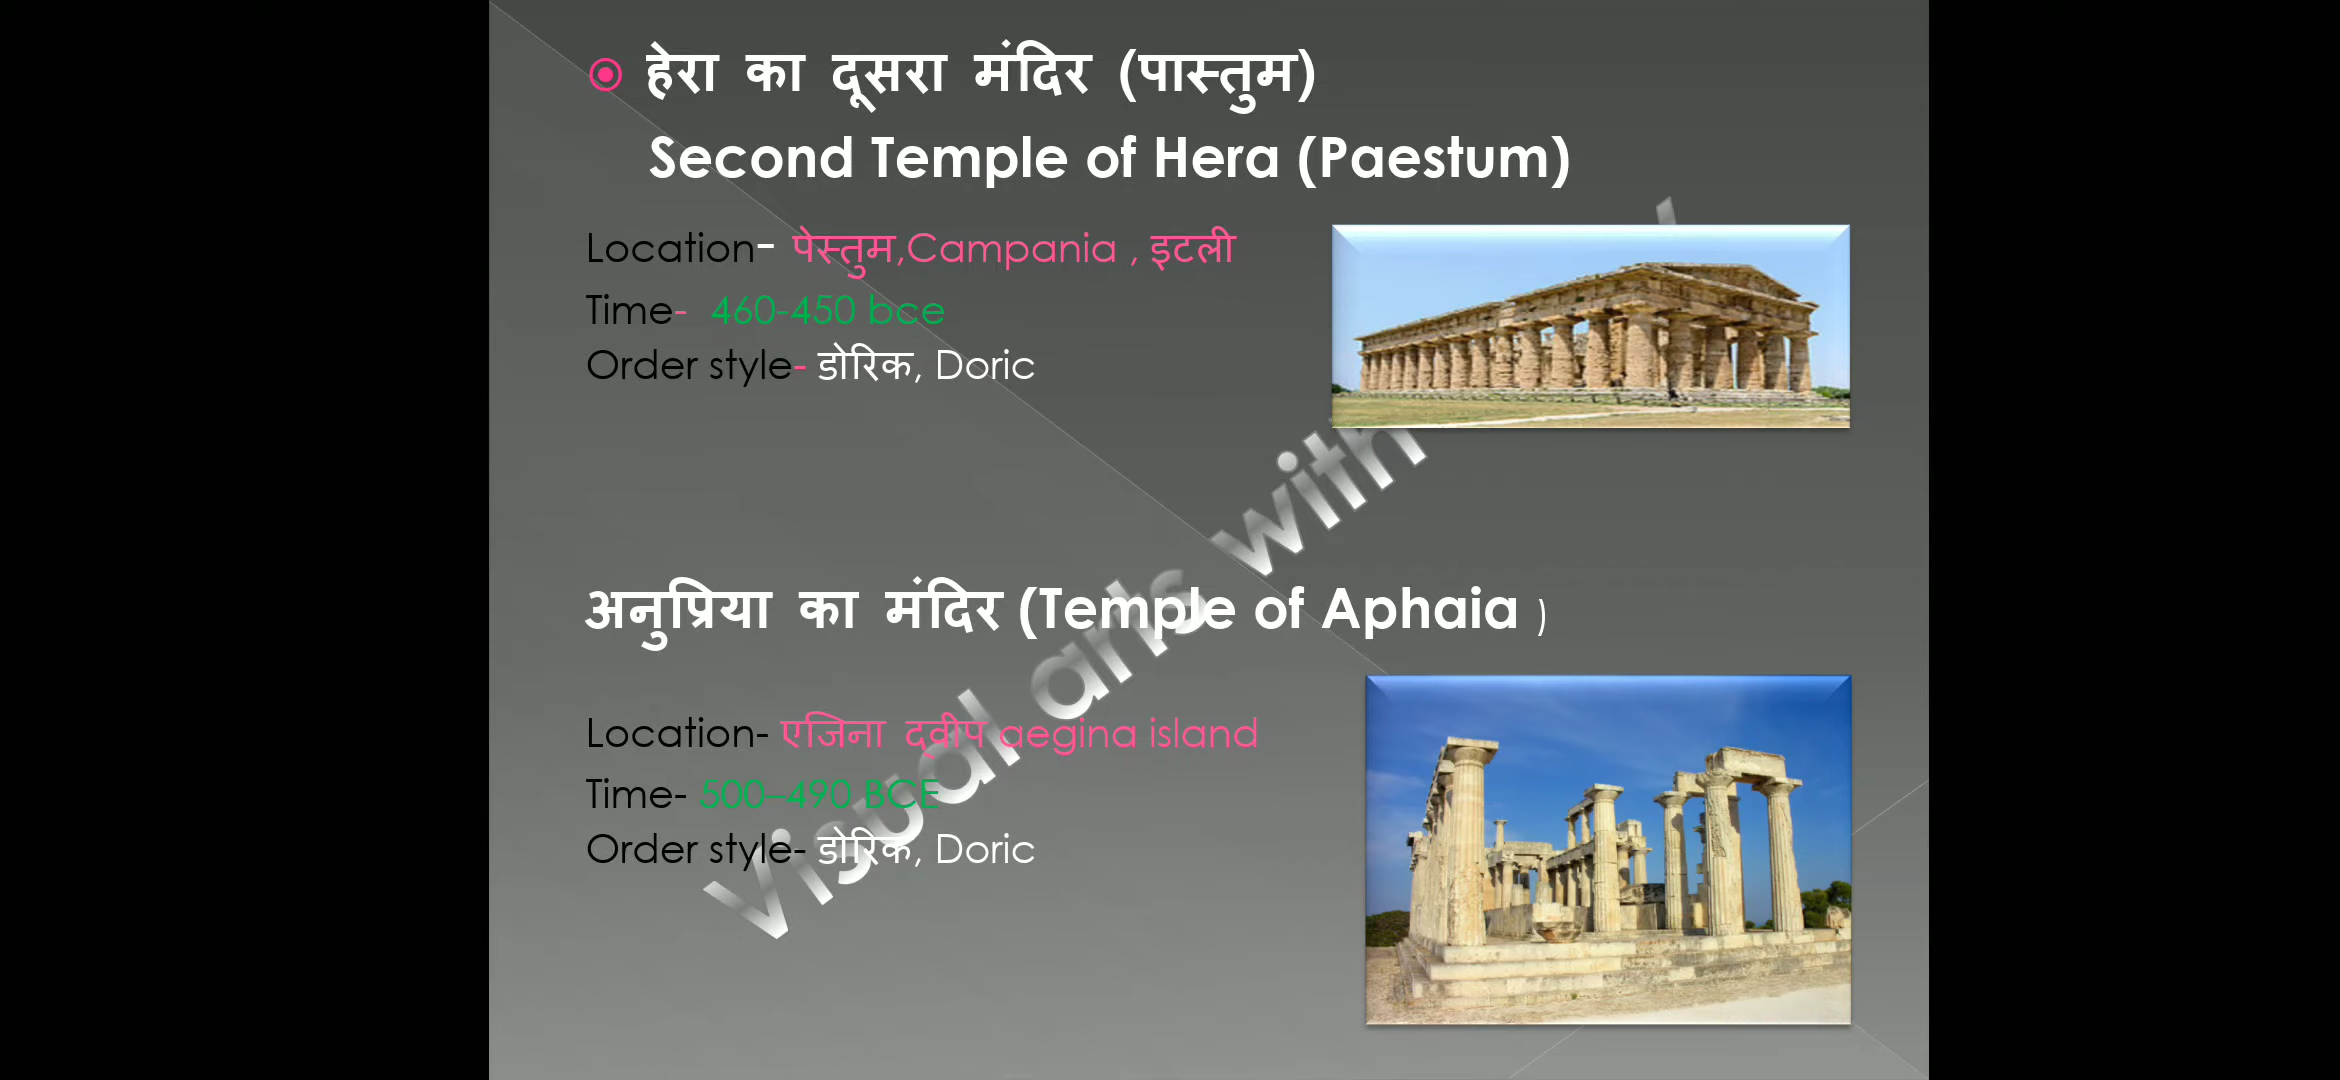 हेरा का दूसरा मंदिर (पास्तुम)
Second Temple of Hera (Paestum)
Location- पेस्तुम,Campania , इटली
Time- 460-450 bce
Order style- डोरिक, Doric
अनुप्रिया का मंदिर (Temple of Aphaia )
Location- एजिना द्वीप aegina island
Time- 500–490 BCE
Order style- डोरिक, Doric
Visual arts with